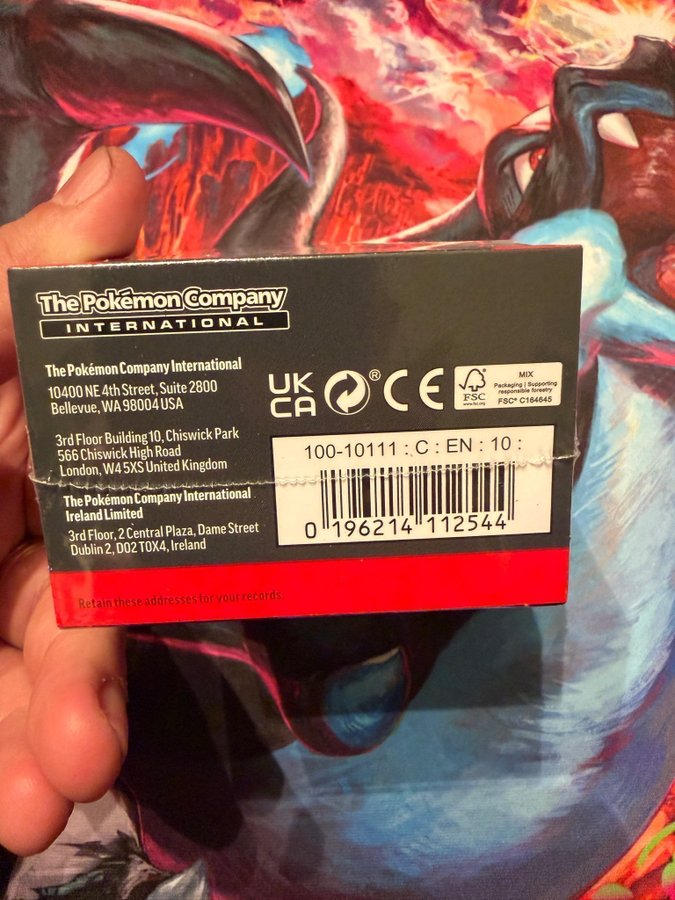 The Pokémon Company
INTERNATIONAL
The Pokémon Company International
10400 NE 4th Street, Suite 2800
Bellevue, WA 98004 USA
3rd Floor Building 10, Chiswick Park
566 Chiswick High Road
London, W4 5XS United Kingdom
The Pokémon Company International
Ireland Limited
3rd Floor, 2 Central Plaza, Dame Street
Dublin 2, D02 T0X4, Ireland
Retain these addresses for your records.
UK
CA
®
CE
FSC
www.fsc.org
MIX
Packaging | Supporting
responsible forestry
FSC® C164645
100-10111 : C : EN : 10 :
0 196214 112544